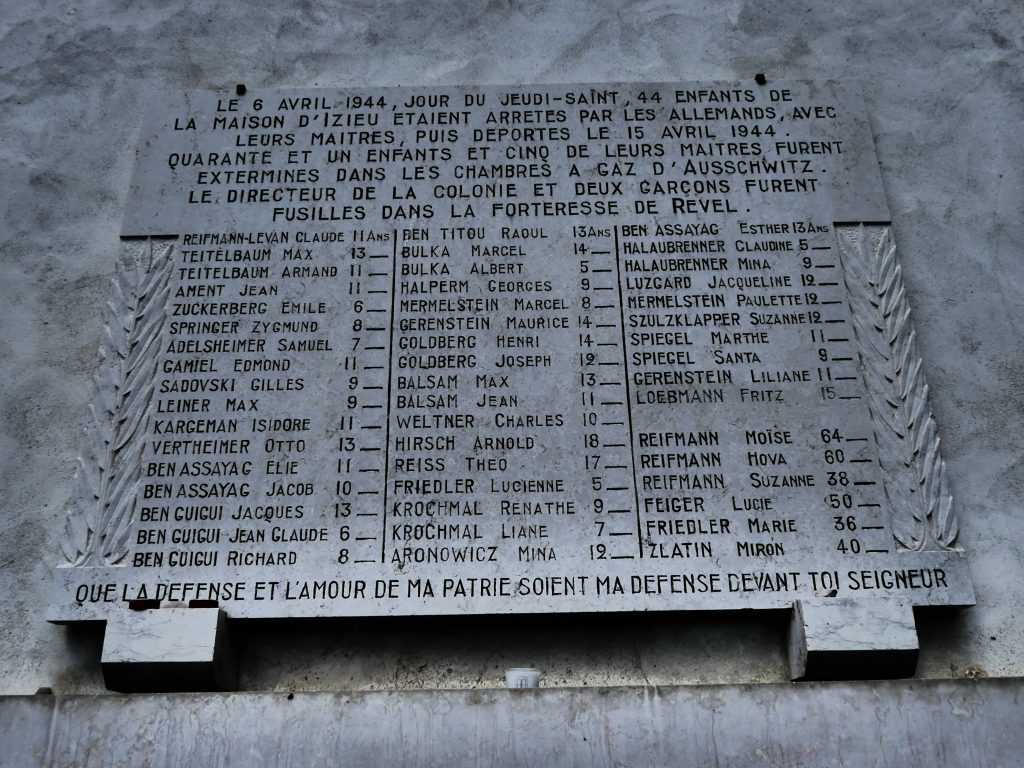 LE 6 AVRIL 1944, JOUR DU JEUDI-SAINT, 44 ENFANTS DE
LA MAISON D'IZIEU ETAIENT ARRETES PAR LES ALLEMANDS, AVEC
LEURS MAITRES, PUIS DEPORTES LE 15 AVRIL 1944.
QUARANTE ET UN ENFANTS ET CINQ DE LEURS MAITRES FURENT
EXTERMINES DANS LES CHAMBRES A GAZ D'AUSSCHWITZ.
LE DIRECTEUR DE LA COLONIE ET DEUX GARÇONS FURENT
FUSILLES DANS LA FORTERESSE DE REVEL.
REIFMANN-LEVAN CLAUDE 11 ANS
TEITELBAUM MAX 13
TEITELBAUM ARMAND 11
AMENT JEAN 11
ZUCKERBERG EMILE 6
SPRINGER ZYGMUND 8
ADELSHEIMER SAMUEL 7
GAMIEL EDMOND 11
SADOVSKI GILLES 9
LEINER MAX 9
KARGEMAN ISIDORE 11
VERTHEIMER OTTO 13
BEN ASSAYAG ELIE 11
BEN ASSAYAG JACOB 10
BEN GUIGUI JACQUES 13
BEN GUIGUI JEAN CLAUDE 6
BEN GUIGUI RICHARD 8
BEN TITOU RAOUL 13 ANS
BULKA MARCEL 14
BULKA ALBERT 5
HALPERM GEORGES 9
MERMELSTEIN MARCEL 8
GERENSTEIN MAURICE 14
GOLDBERG HENRI 14
GOLDBERG JOSEPH 12
BALSAM MAX 13
BALSAM JEAN 11
WELTNER CHARLES 10
HIRSCH ARNOLD 18
REISS THEO 17
FRIEDLER LUCIENNE 5
KROCHMAL RENATHE 9
KROCHMAL LIANE 7
ARONOWICZ MINA 12
BEN ASSAYAG ESTHER 13 ANS
HALAUBRENNER CLAUDINE 5
HALAUBRENNER MINA 9
LUZGARD JACQUELINE 12
MERMELSTEIN PAULETTE 12
SZULZKLAPPER SUZANNE 12
SPIEGEL MARTHE 11
SPIEGEL SANTA 9
GERENSTEIN LILIANE 11
LOEBMANN FRITZ 15
REIFMANN MOÏSE 64
REIFMANN HOVA 60
REIFMANN SUZANNE 38
FEIGER LUCIE 50
FRIEDLER MARIE 36
ZLATIN MIRON 40
QUE LA DEFENSE ET L'AMOUR DE MA PATRIE SOIENT MA DEFENSE DEVANT TOI SEIGNEUR